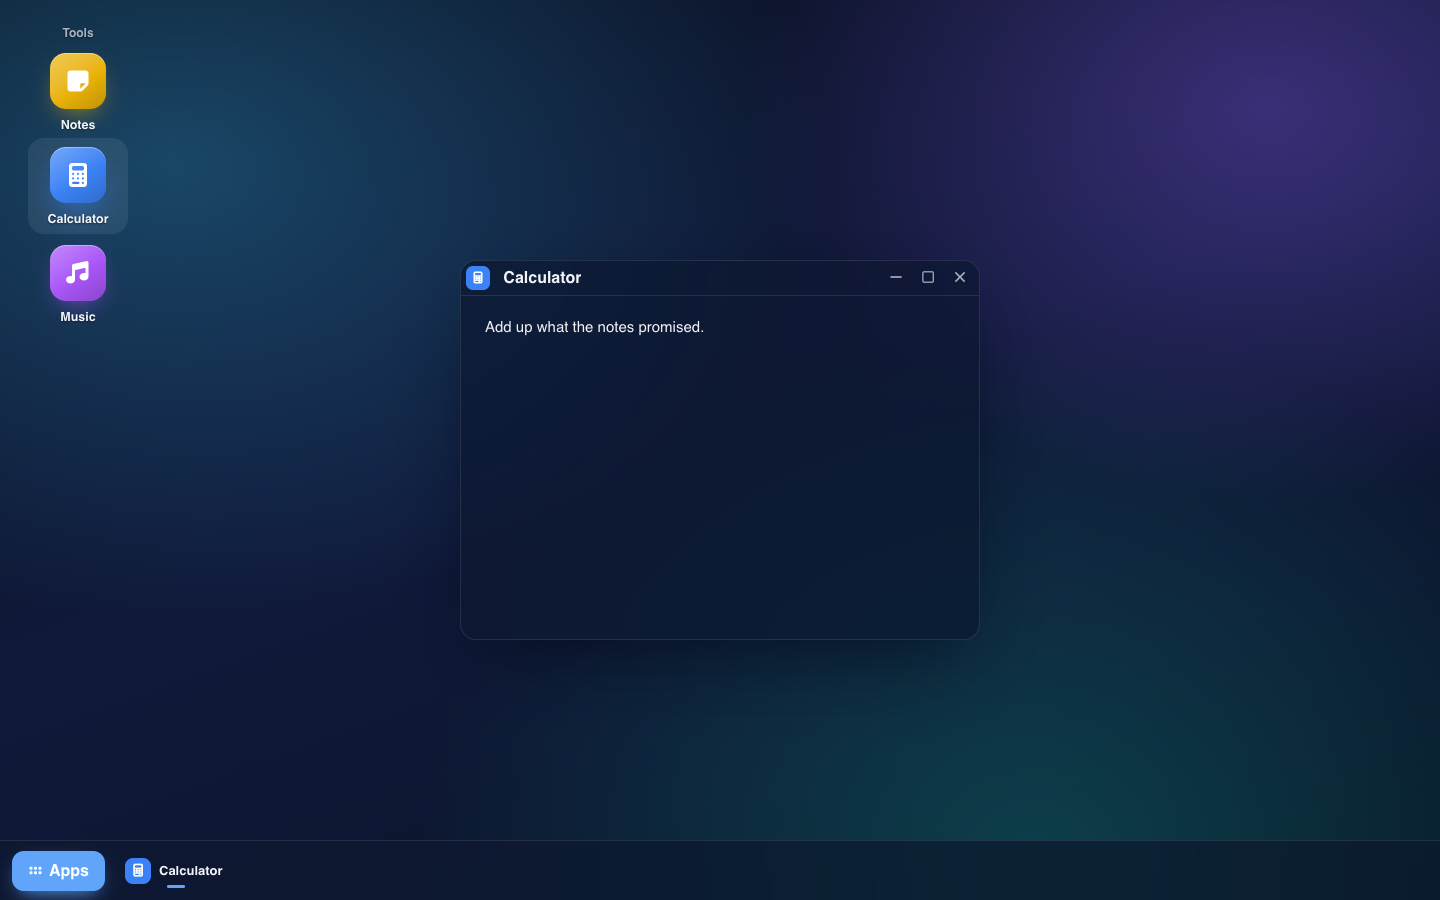 Tools
Notes
Calculator
Music
Calculator
Add up what the notes promised.
Apps
Calculator